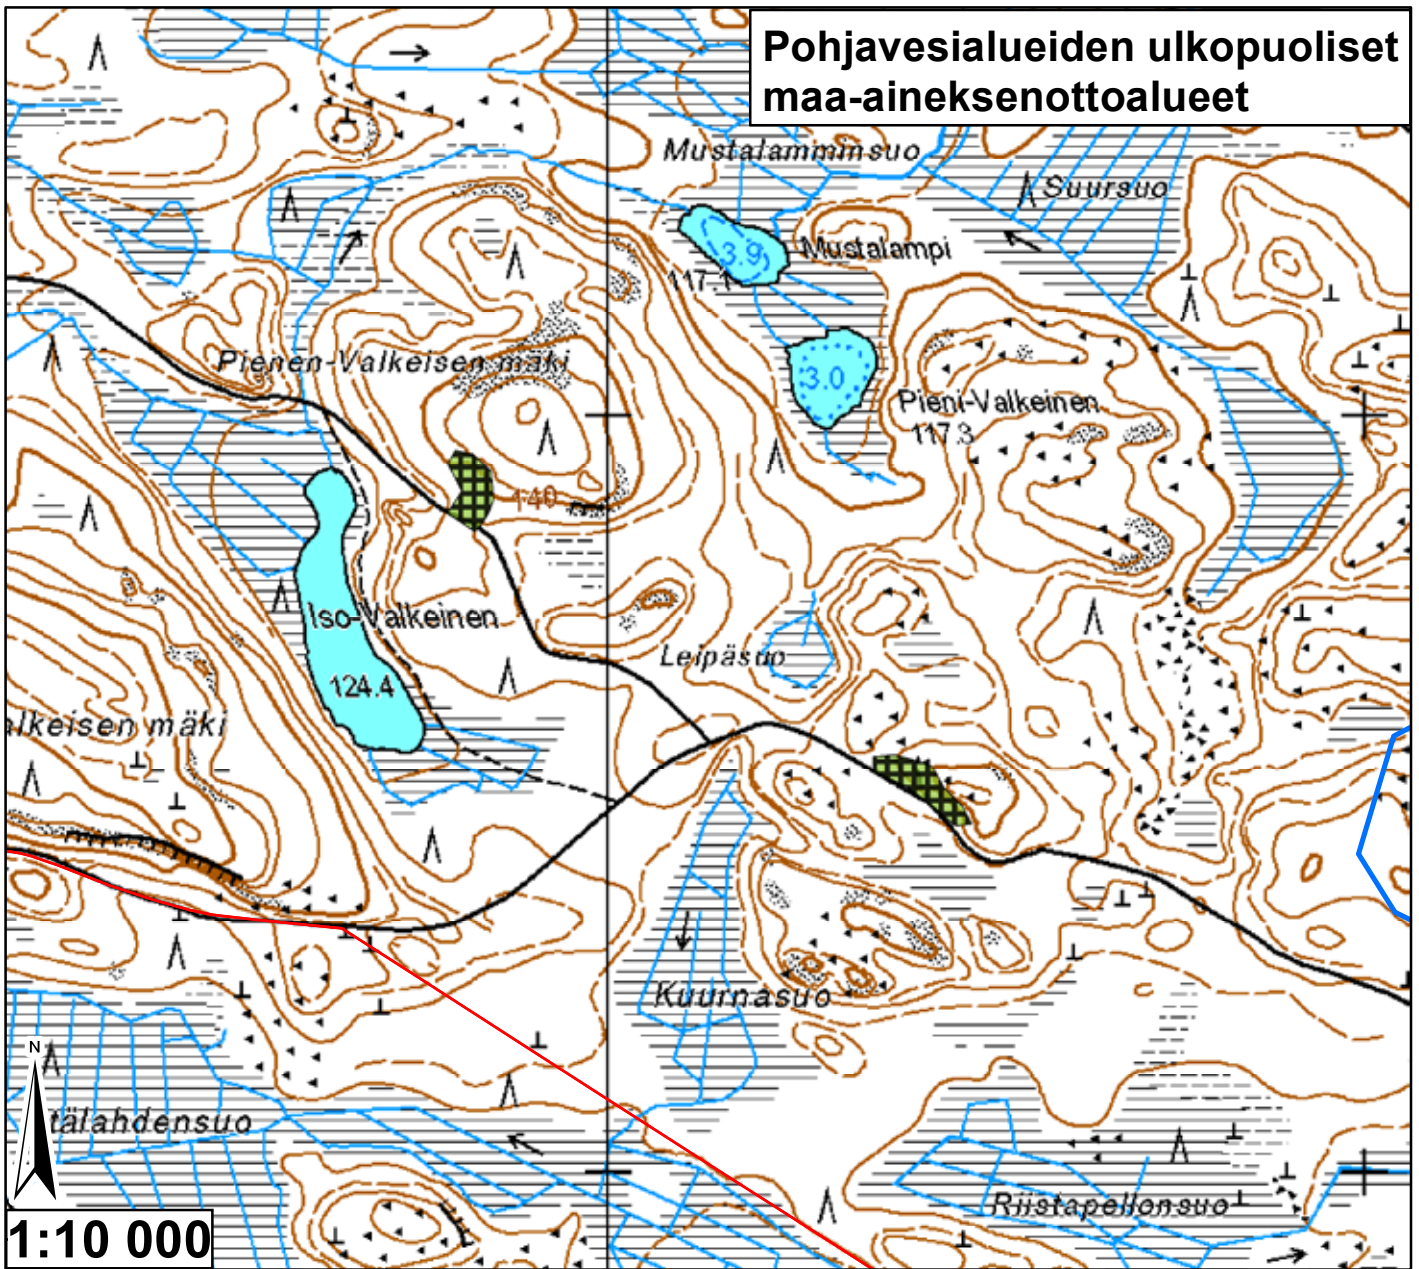 Pohjavesialueiden ulkopuoliset
maa-aineksenottoalueet
Mustalamminsuo
Suursuo
3.9
Mustalampi
117.1
Pienen-Valkeisen mäki
3.0
Pieni-Valkeinen
117.3
140
Iso-Valkeinen
Leipäsuo
124.4
alkeisen mäki
Kuurnasuo
N
tälahdensuo
Riistapellonsuo
1:10 000